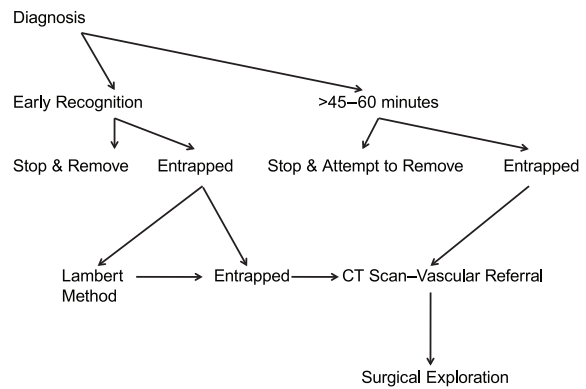 Diagnosis
Early Recognition
>45–60 minutes
Stop & Remove
Entrapped
Stop & Attempt to Remove
Entrapped
Lambert
Method
Entrapped
CT Scan–Vascular Referral
Surgical Exploration